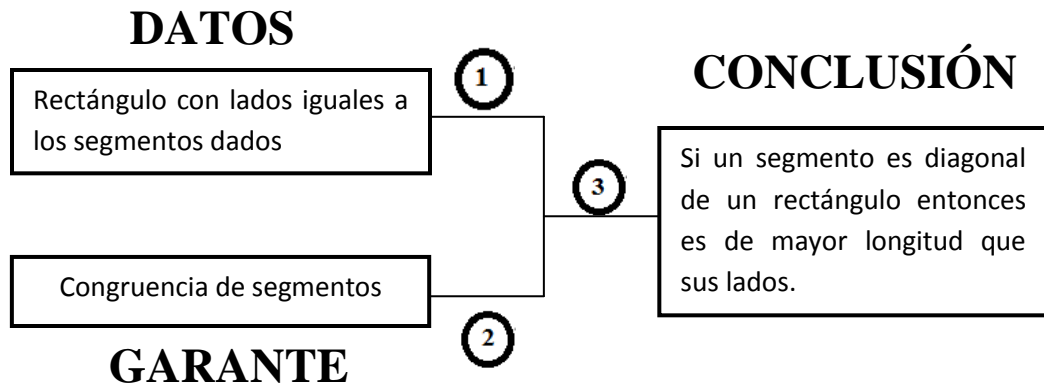 DATOS
Rectángulo con lados iguales a
los segmentos dados
1
CONCLUSIÓN
3
Si un segmento es diagonal
de un rectángulo entonces
es de mayor longitud que
sus lados.
Congruencia de segmentos
2
GARANTE